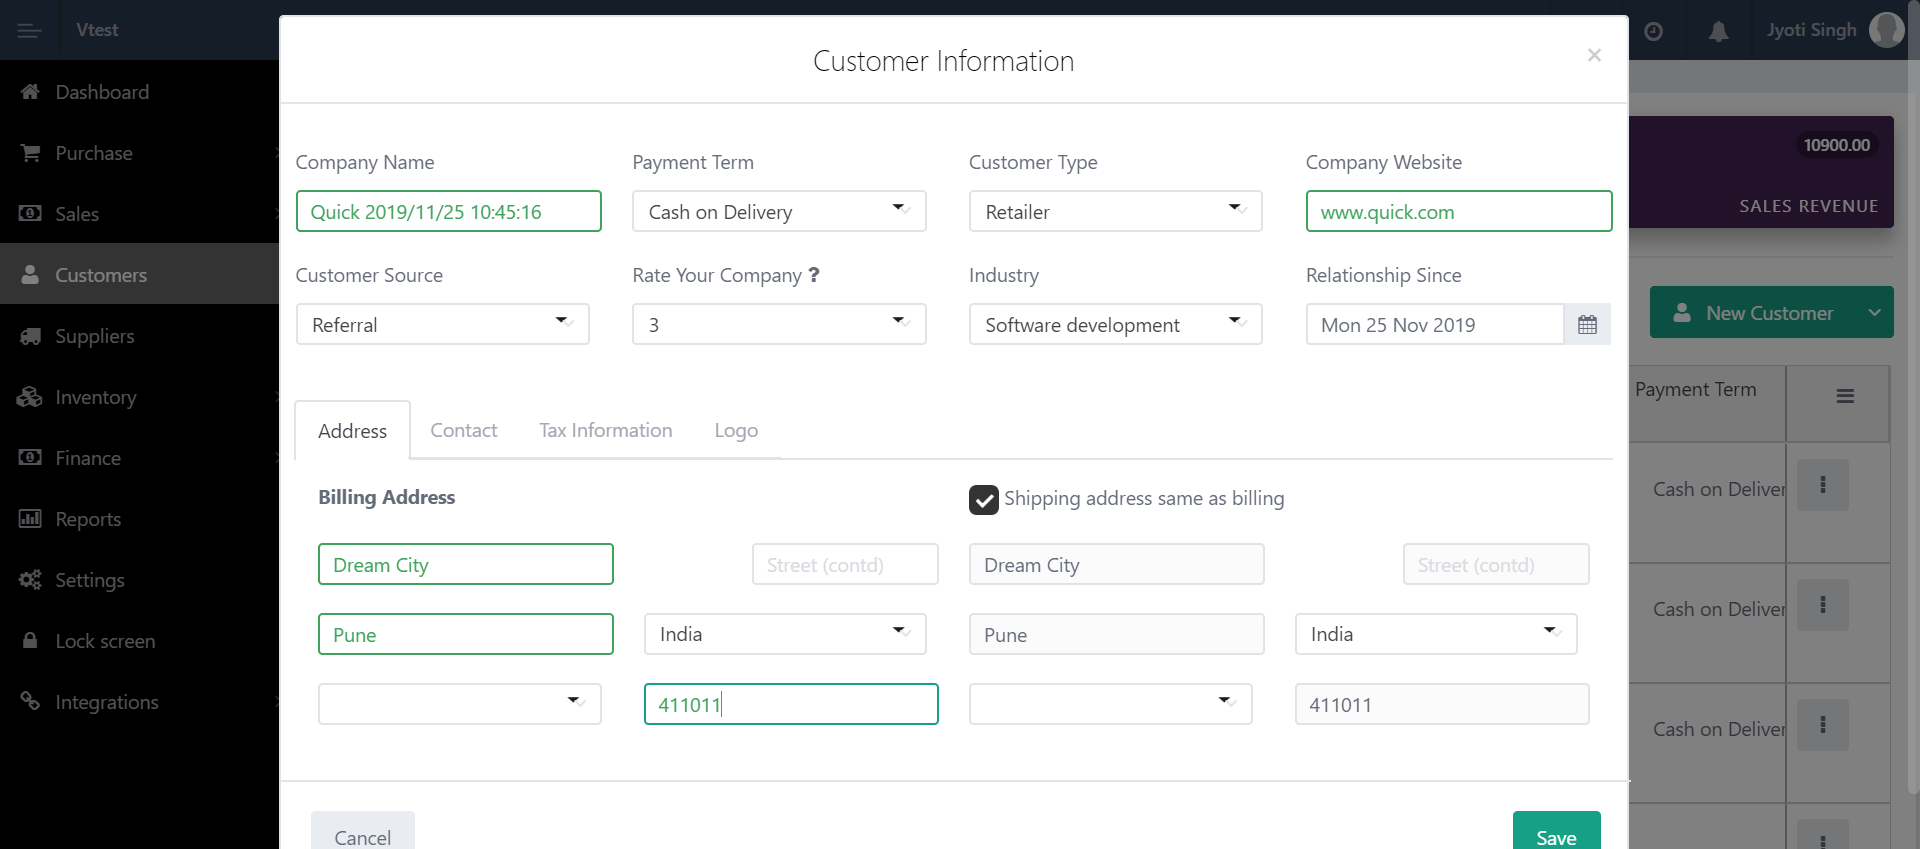 Vtest
Jyoti Singh
Dashboard
Purchase
Sales
Customers
Suppliers
Inventory
Finance
Reports
Settings
Lock screen
Integrations
Customer Information
×
Company Name
Payment Term
Customer Type
Company Website
Quick 2019/11/25 10:45:16
Cash on Delivery
Retailer
www.quick.com
Customer Source
Rate Your Company ?
Industry
Relationship Since
Referral
3
Software development
Mon 25 Nov 2019
Address
Contact
Tax Information
Logo
Billing Address
Shipping address same as billing
Dream City
Street (contd)
Dream City
Street (contd)
Pune
India
Pune
India
411011
411011
Cancel
Save
10900.00
SALES REVENUE
New Customer
Payment Term
Cash on Deliver
Cash on Deliver
Cash on Deliver